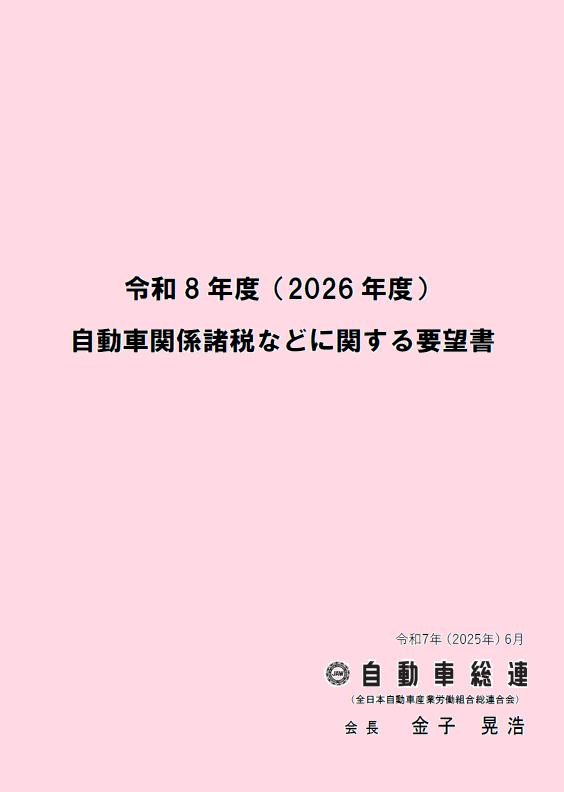 令和８年度（2026 年度）
自動車関係諸税などに関する要望書
令和7年（2025年）6月
JAW 自動車総連
（全日本自動車産業労働組合総連合会）
会長 金子 晃浩